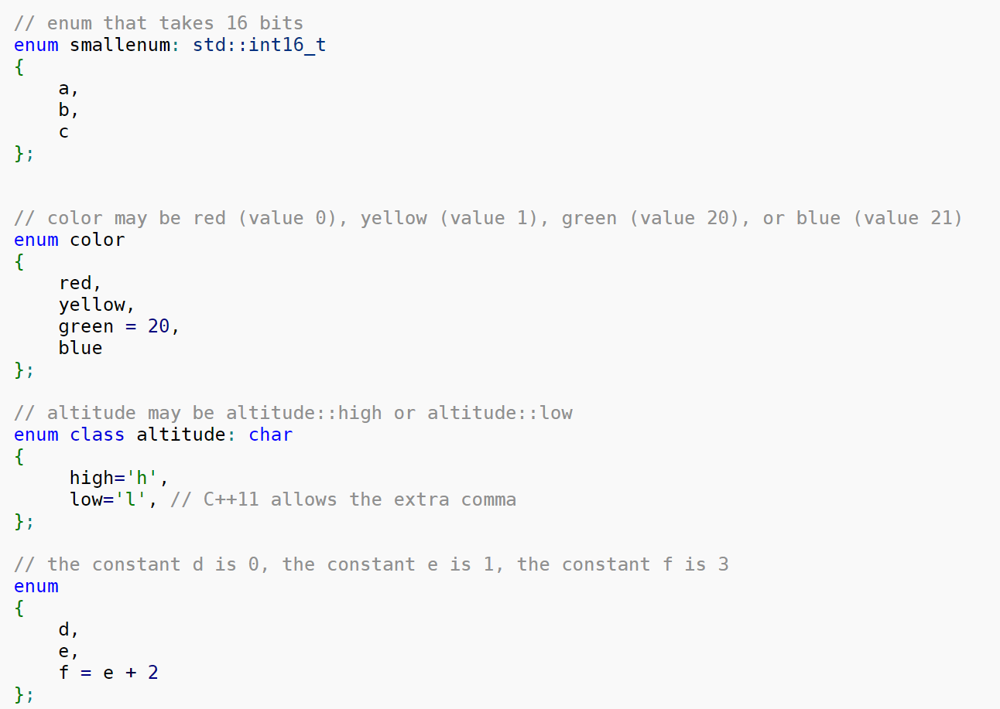 // enum that takes 16 bits
enum smallenum: std::int16_t
{
    a,
    b,
    c
};


// color may be red (value 0), yellow (value 1), green (value 20), or blue (value 21)
enum color
{
    red,
    yellow,
    green = 20,
    blue
};

// altitude may be altitude::high or altitude::low
enum class altitude: char
{
     high='h',
     low='l', // C++11 allows the extra comma
};

// the constant d is 0, the constant e is 1, the constant f is 3
enum
{
    d,
    e,
    f = e + 2
};